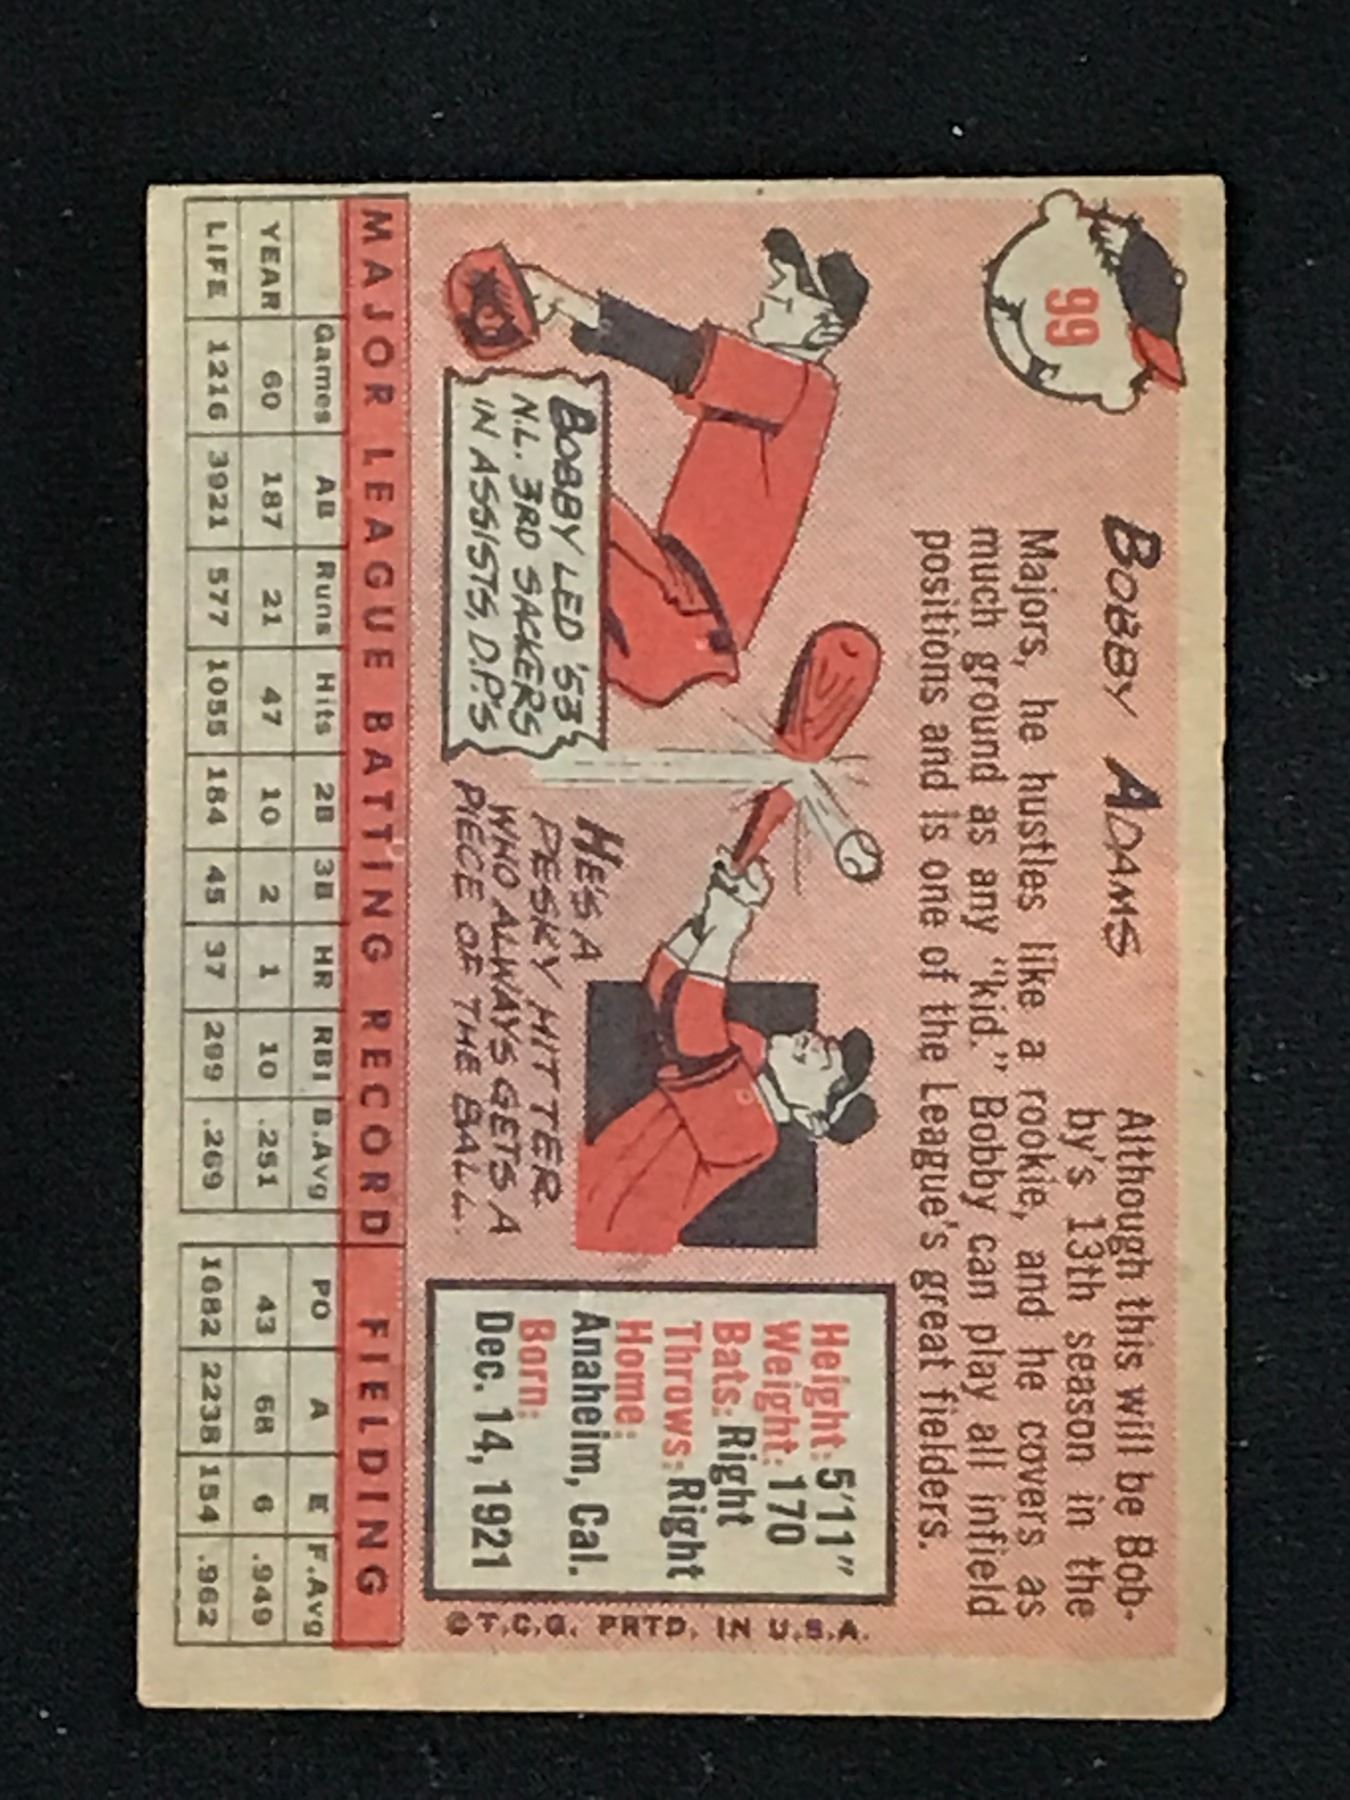 99
BOBBY ADAMS
Although this will be Bob-
by's 13th season in the
Majors, he hustles like a rookie, and he covers as
much ground as any "kid." Bobby can play all infield
positions and is one of the League's great fielders.
BOBBY LED '53
N.L. 3RD SACKERS
IN ASSISTS, D.P.'S
HE'S A
PESKY HITTER
WHO ALWAYS GETS A
PIECE OF THE BALL.
Height: 5'11"
Weight: 170
Bats: Right
Throws: Right
Home:
Anaheim, Cal.
Born:
Dec. 14, 1921
©T.C.G. PRTD. IN U.S.A.
MAJOR LEAGUE BATTING RECORD FIELDING
Games AB Runs Hits 2B 3B HR RBI B.Avg PO A E F.Avg
YEAR 60 187 21 47 10 2 1 10 .251 43 68 6 .949
LIFE 1216 3921 577 1055 184 45 37 299 .269 1682 2238 154 .962